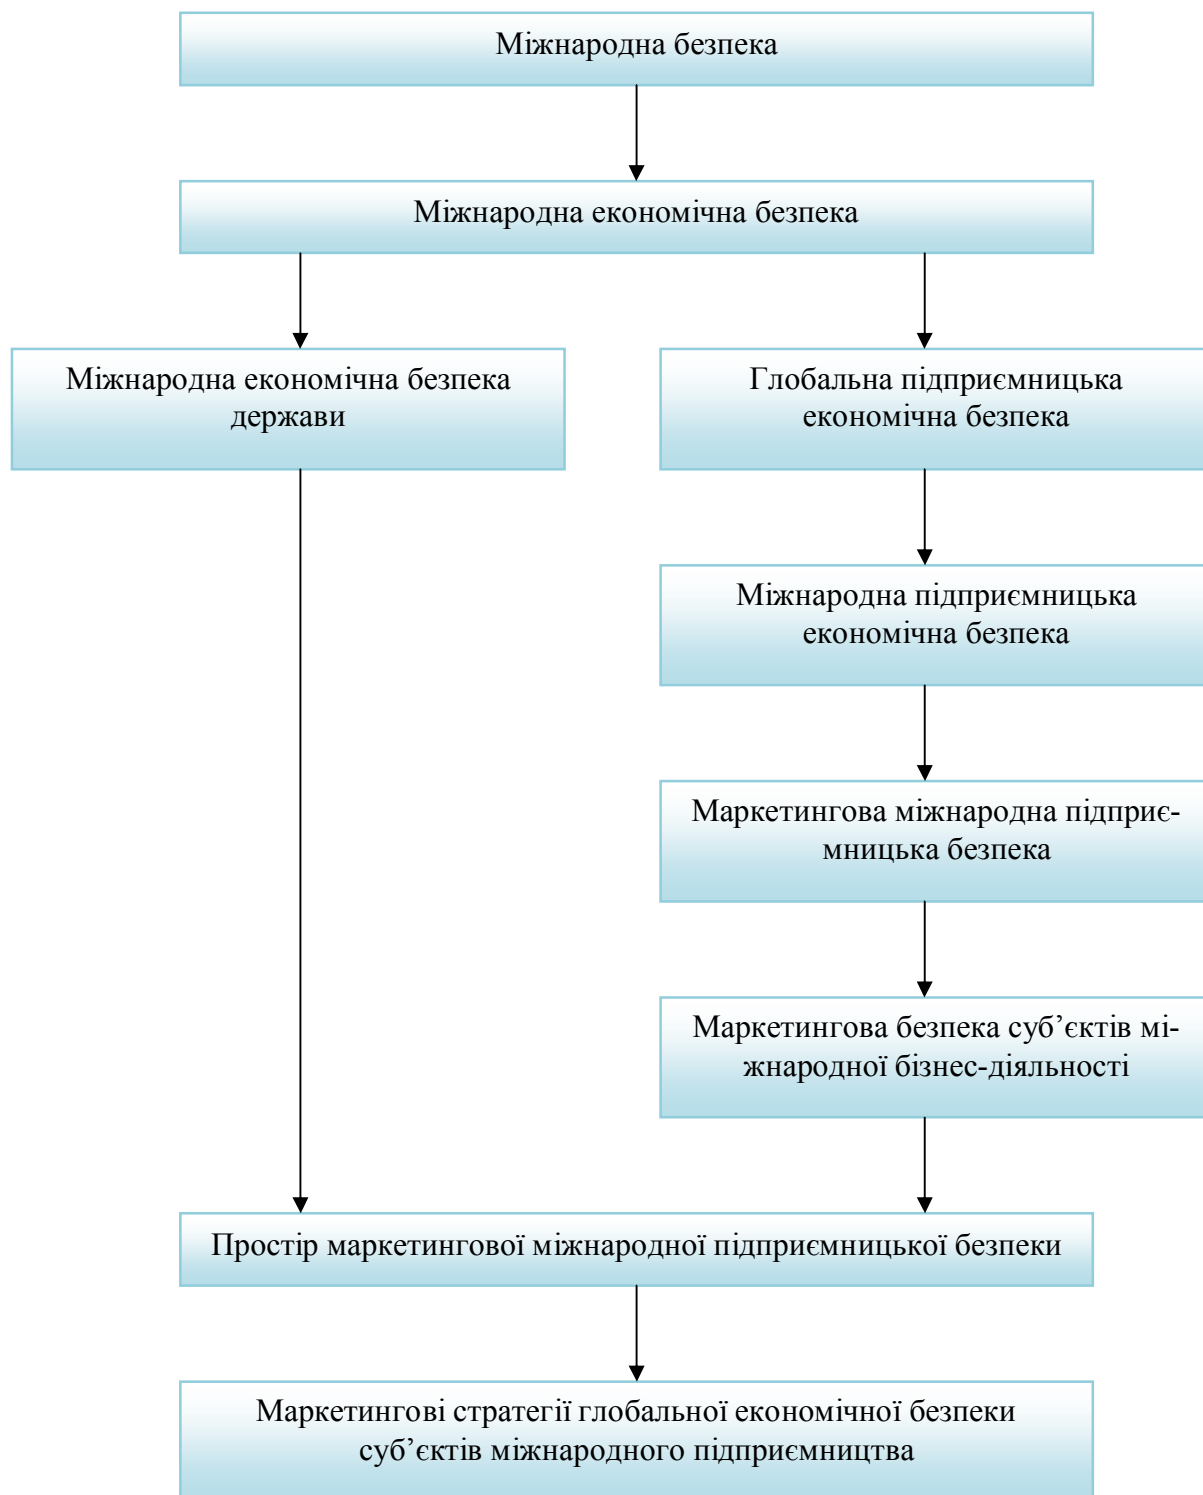 Міжнародна безпека
Міжнародна економічна безпека
Міжнародна економічна безпека
держави
Глобальна підприємницька
економічна безпека
Міжнародна підприємницька
економічна безпека
Маркетингова міжнародна підприє-
мницька безпека
Маркетингова безпека суб’єктів мі-
жнародної бізнес-діяльності
Простір маркетингової міжнародної підприємницької безпеки
Маркетингові стратегії глобальної економічної безпеки
суб’єктів міжнародного підприємництва